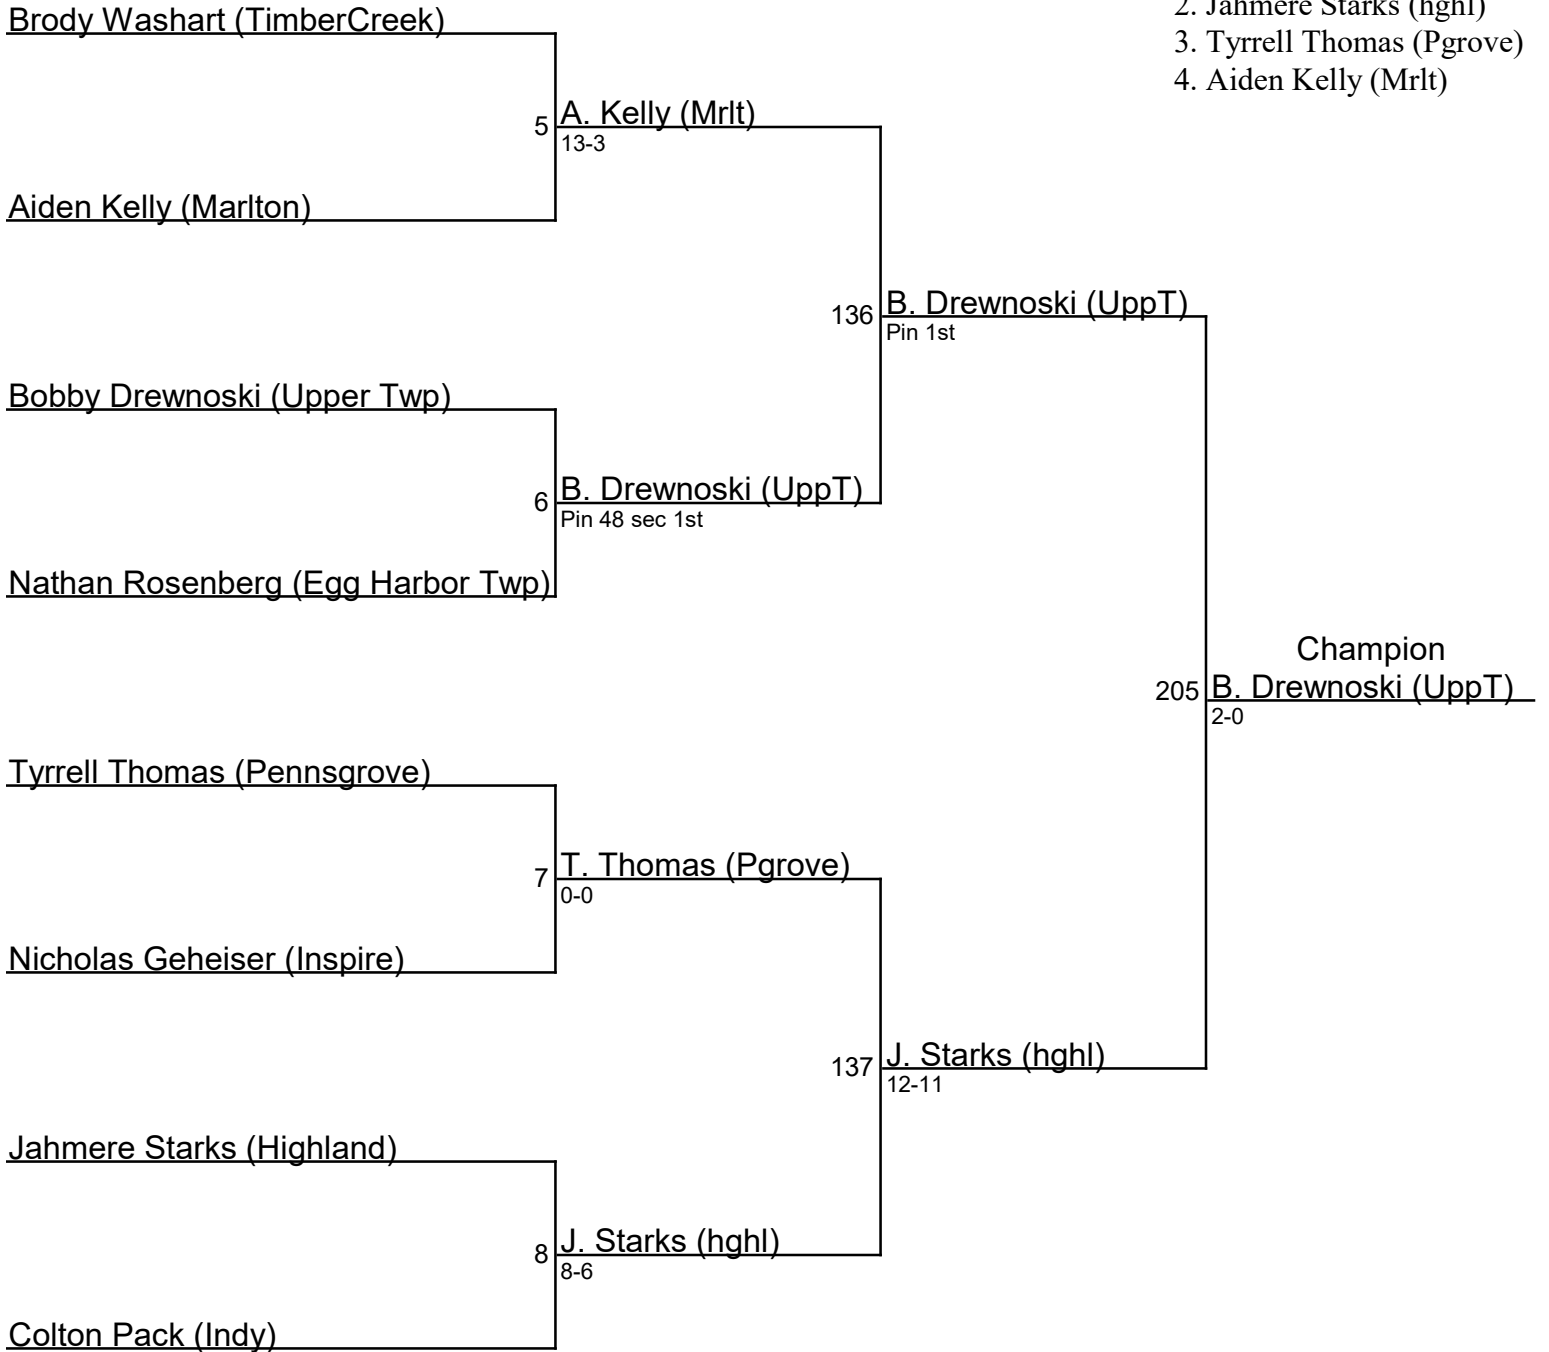 Brody Washart (TimberCreek)
2. Jahmere Starks (hghl)
3. Tyrrell Thomas (Pgrove)
4. Aiden Kelly (Mrlt)
5
A. Kelly (Mrlt)
13-3
Aiden Kelly (Marlton)
136
B. Drewnoski (UppT)
Pin 1st
Bobby Drewnoski (Upper Twp)
6
B. Drewnoski (UppT)
Pin 48 sec 1st
Nathan Rosenberg (Egg Harbor Twp)
Champion
205
B. Drewnoski (UppT)
2-0
Tyrrell Thomas (Pennsgrove)
7
T. Thomas (Pgrove)
0-0
Nicholas Geheiser (Inspire)
137
J. Starks (hghl)
12-11
Jahmere Starks (Highland)
8
J. Starks (hghl)
8-6
Colton Pack (Indy)